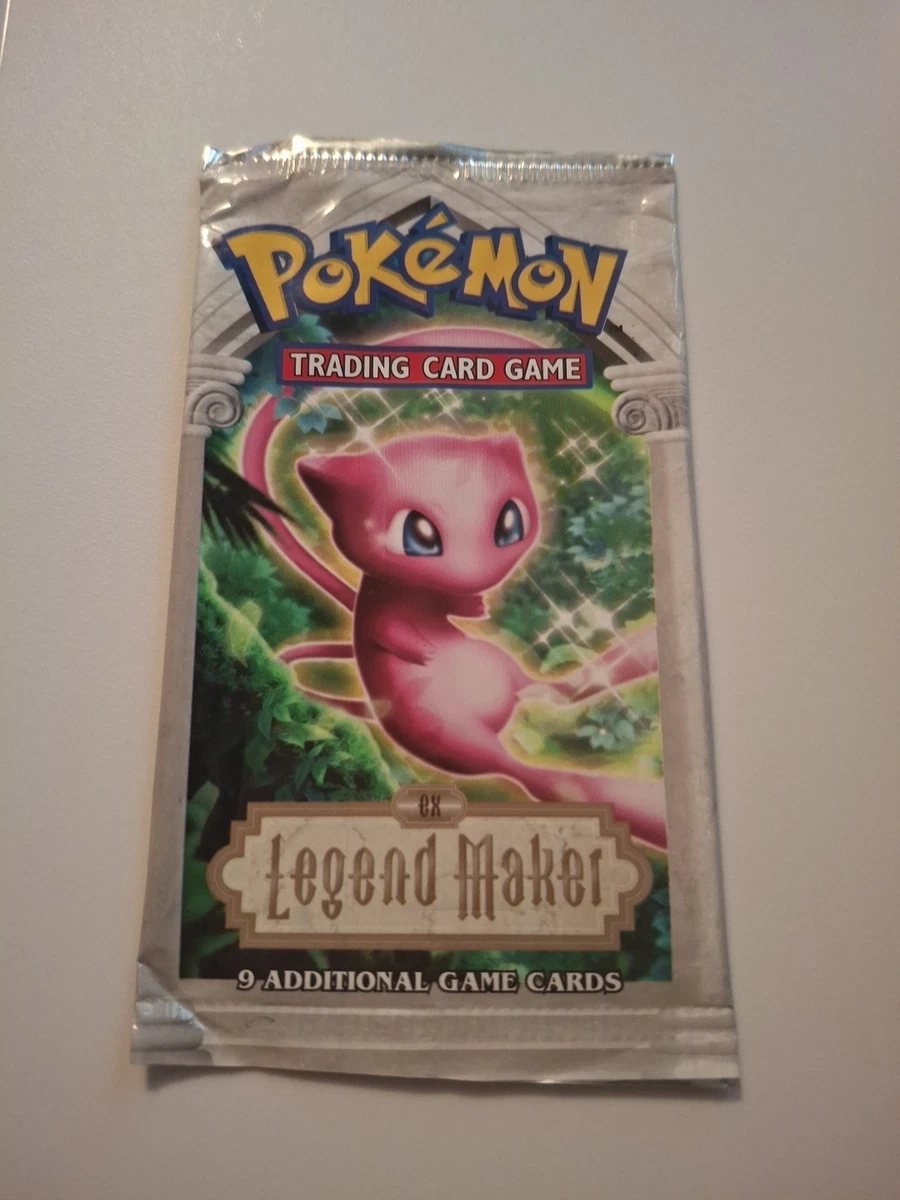 POKéMON
TRADING CARD GAME
ex
Legend Maker
9 ADDITIONAL GAME CARDS